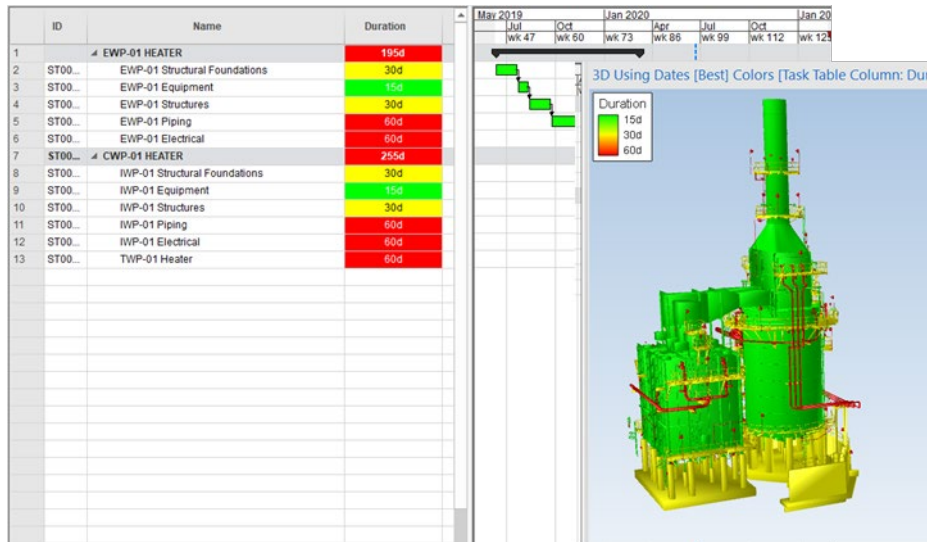 ID Name Duration
1 EWP-01 HEATER 195d
2 ST00... EWP-01 Structural Foundations 30d
3 ST00... EWP-01 Equipment 15d
4 ST00... EWP-01 Structures 30d
5 ST00... EWP-01 Piping 60d
6 ST00... EWP-01 Electrical 60d
7 ST00... CWP-01 HEATER 255d
8 ST00... IWP-01 Structural Foundations 30d
9 ST00... IWP-01 Equipment 15d
10 ST00... IWP-01 Structures 30d
11 ST00... IWP-01 Piping 60d
12 ST00... IWP-01 Electrical 60d
13 ST00... TWP-01 Heater 60d
May 2019 Jan 2020 Jan 20
Jul Oct Apr Jul Oct
wk 47 wk 60 wk 73 wk 86 wk 99 wk 112 wk 125
3D Using Dates [Best] Colors [Task Table Column: Du
Duration
15d
30d
60d